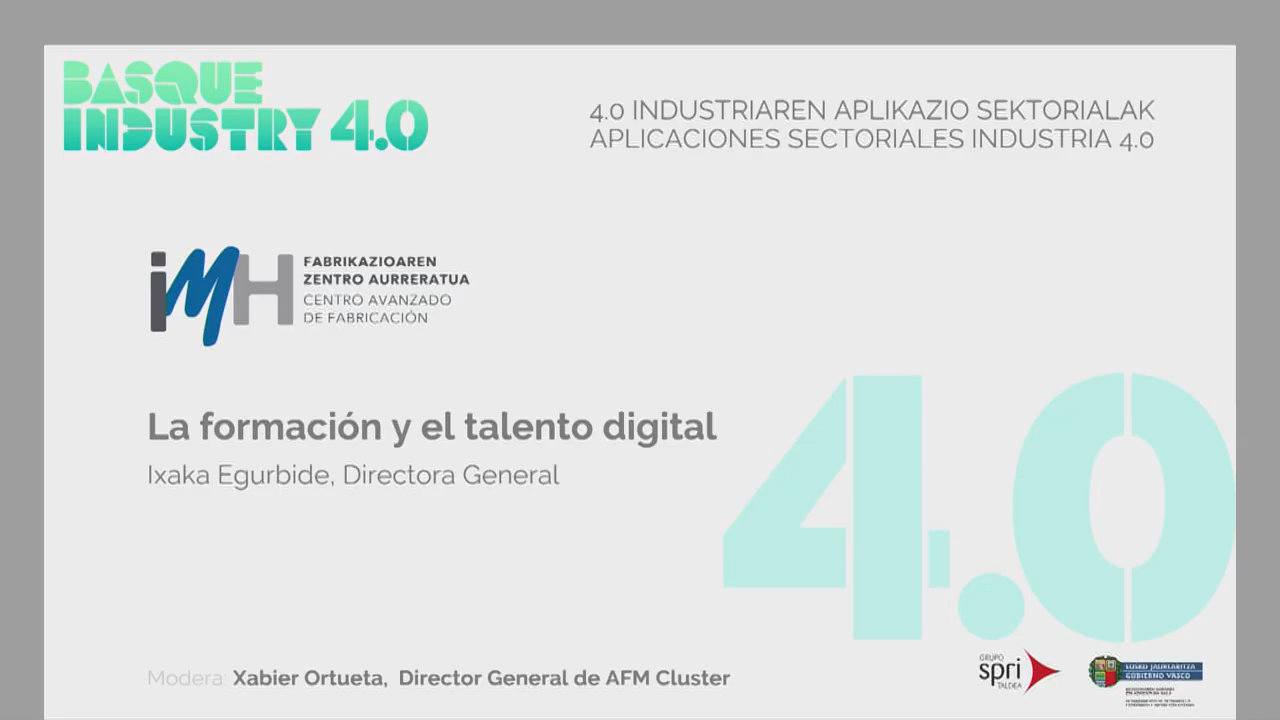 BASQUE
INDUSTRY 4.0
4.0 INDUSTRIAREN APLIKAZIO SEKTORIALAK
APLICACIONES SECTORIALES INDUSTRIA 4.0
iMH
FABRIKAZIOAREN
ZENTRO AURRERATUA
CENTRO AVANZADO
DE FABRICACIÓN
La formación y el talento digital
Ixaka Egurbide, Directora General
4.0
Modera: Xabier Ortueta, Director General de AFM Cluster
GRUPO
spri
TALDEA
EUSKO JAURLARITZA
GOBIERNO VASCO